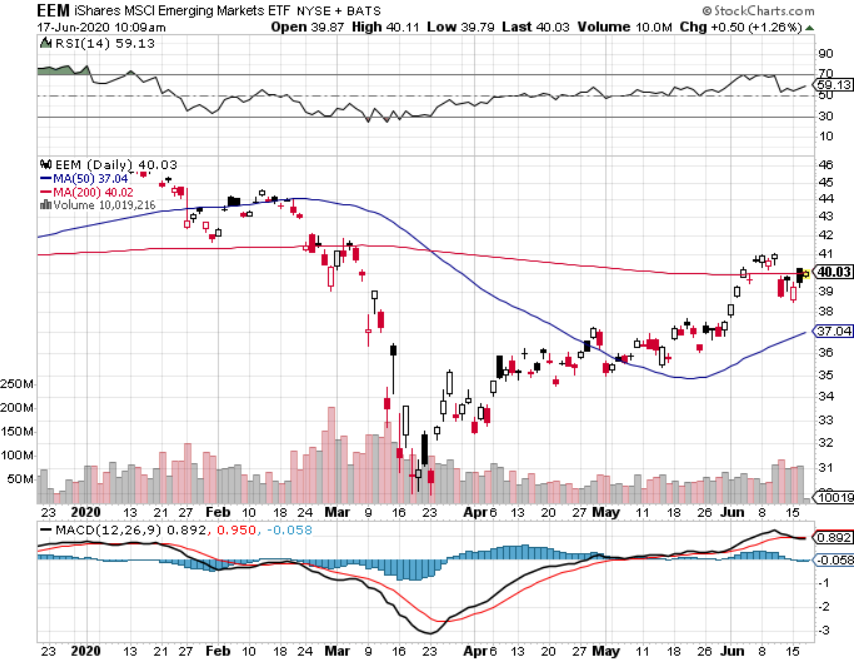 EEM iShares MSCI Emerging Markets ETF NYSE + BATS © StockCharts.com
17-Jun-2020 10:09am Open 39.87 High 40.11 Low 39.79 Last 40.03 Volume 10.0M Chg +0.50 (+1.26%)
RSI(14) 59.13
90
70
59.13
50
30
10
EEM (Daily) 40.03
MA(50) 37.04
MA(200) 40.02
Volume 10,019,216
46
45
44
43
42
41
40.03
39
38
37.04
36
35
34
33
32
31
250M
200M
150M
100M
50M
10019
23 2020 13 21 27 Feb 10 18 24 Mar 9 16 23 Apr 6 13 20 27 May 11 18 26 Jun 8 15
MACD(12,26,9) 0.892, 0.950, -0.058
0.892
-0.058
-1
-2
-3
23 2020 13 21 27 Feb 10 18 24 Mar 9 16 23 Apr 6 13 20 27 May 11 18 26 Jun 8 15